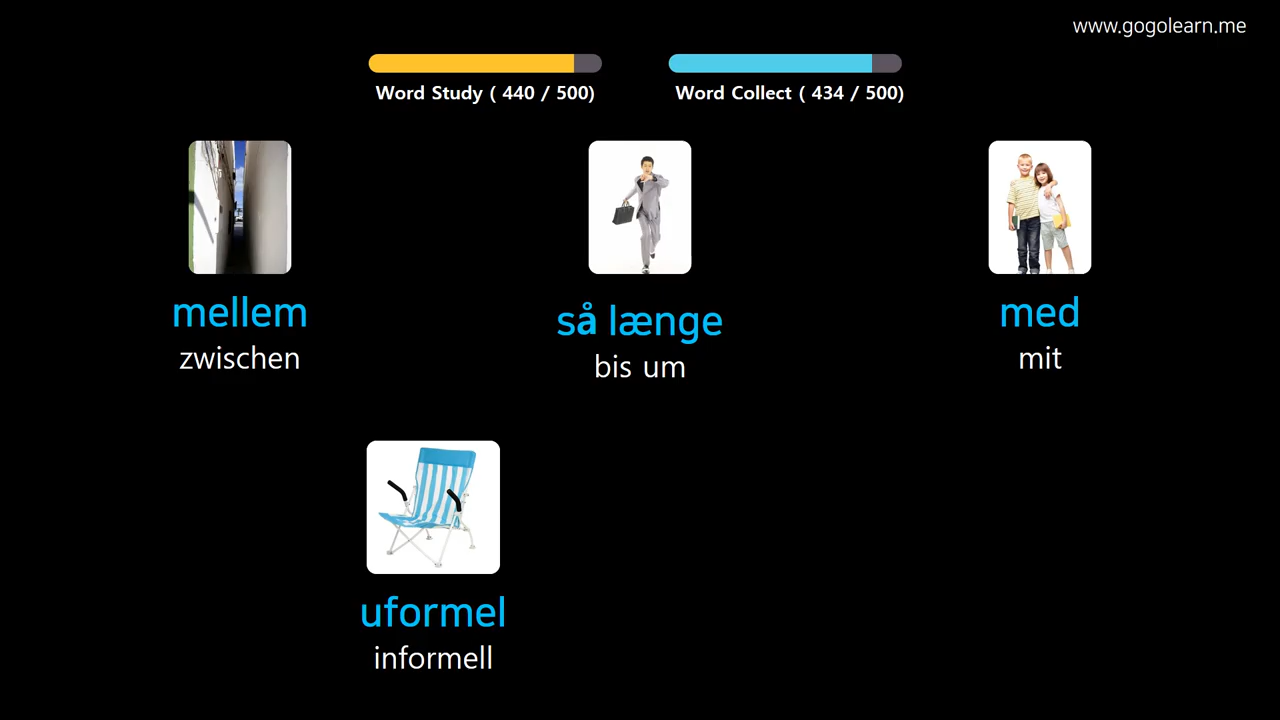 www.gogolearn.me
Word Study ( 440 / 500)
Word Collect ( 434 / 500)
mellem
zwischen
så længe
bis um
med
mit
uformel
informell